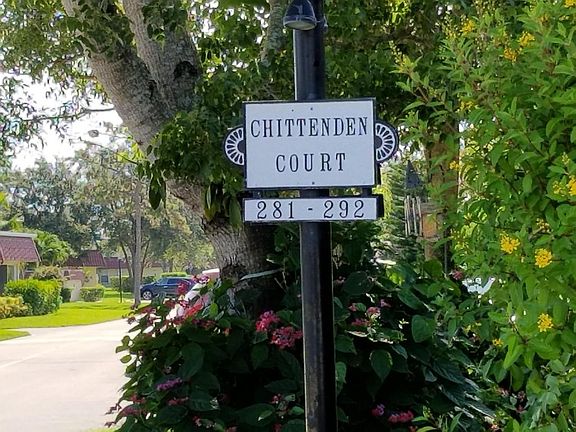 CHITTENDEN
COURT
281 - 292